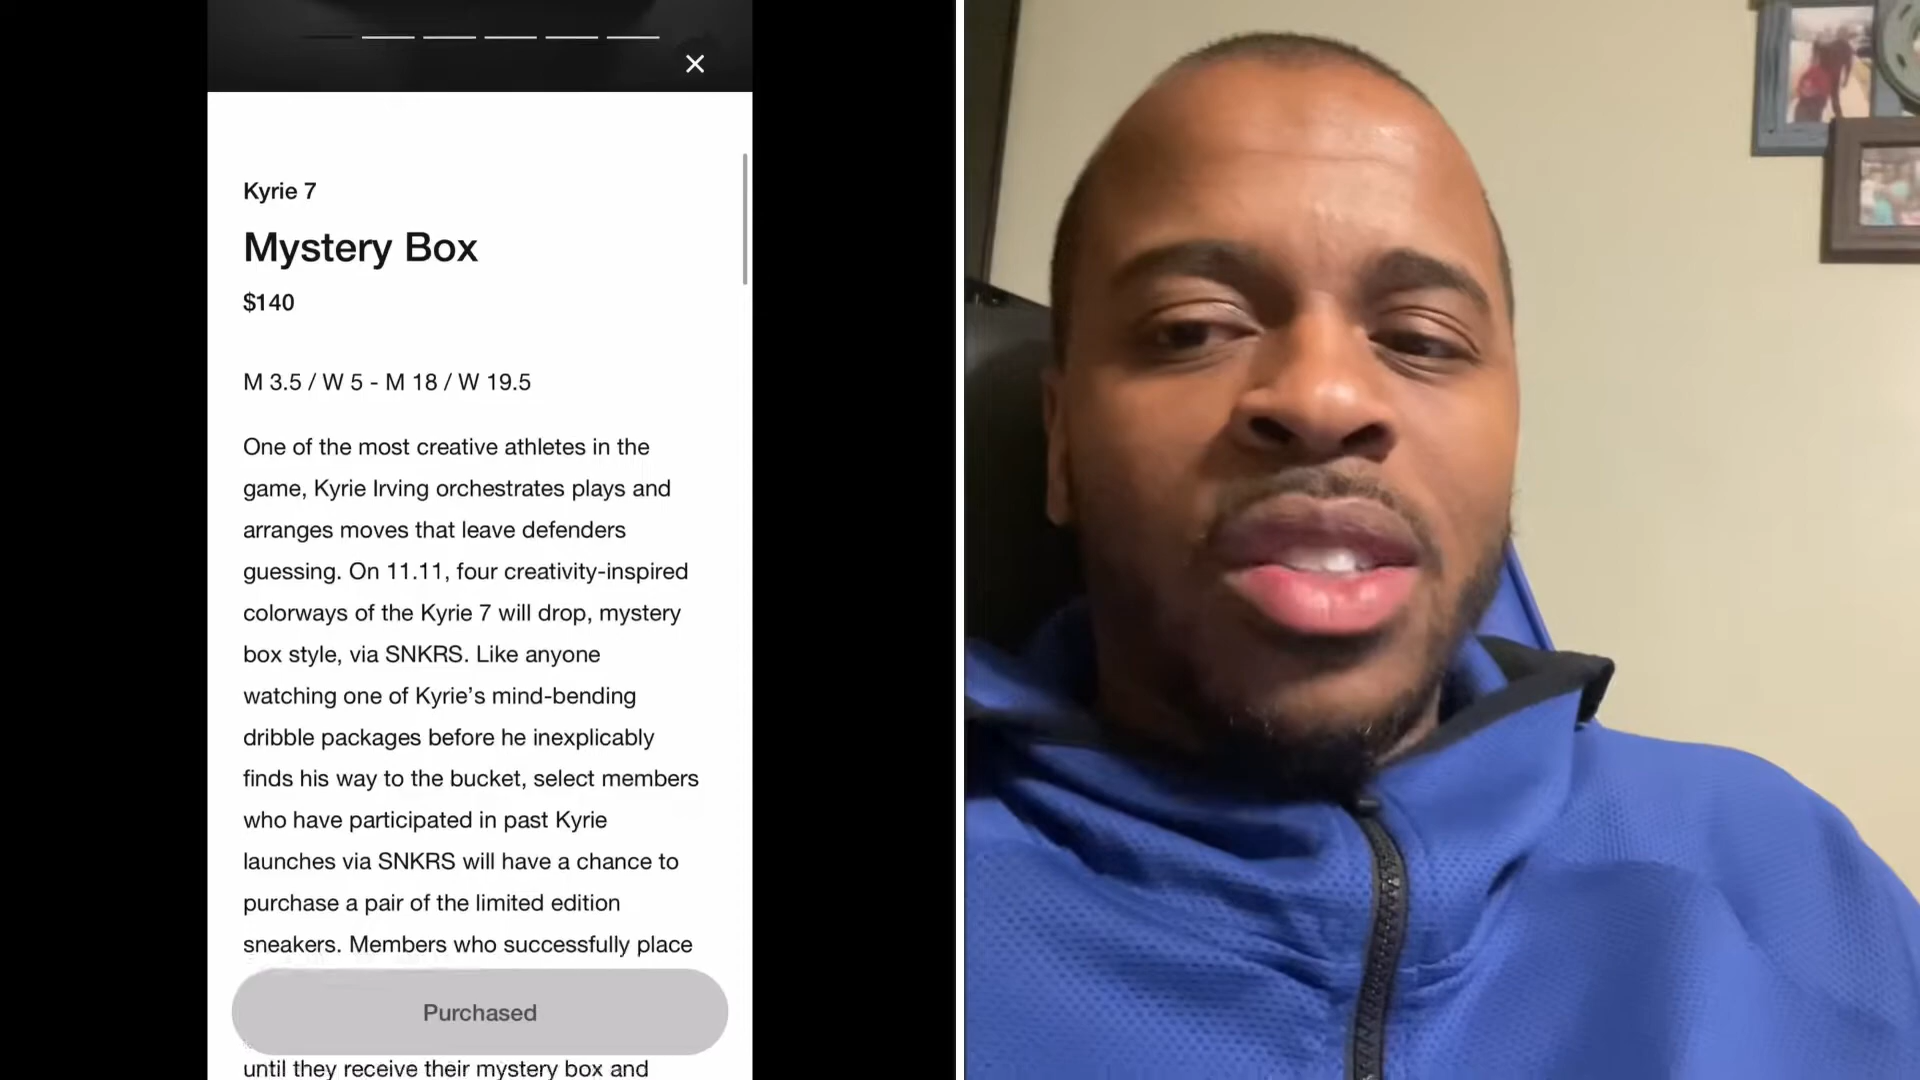 Kyrie 7
Mystery Box
$140
M 3.5 / W 5 - M 18 / W 19.5
One of the most creative athletes in the
game, Kyrie Irving orchestrates plays and
arranges moves that leave defenders
guessing. On 11.11, four creativity-inspired
colorways of the Kyrie 7 will drop, mystery
box style, via SNKRS. Like anyone
watching one of Kyrie’s mind-bending
dribble packages before he inexplicably
finds his way to the bucket, select members
who have participated in past Kyrie
launches via SNKRS will have a chance to
purchase a pair of the limited edition
sneakers. Members who successfully place
Purchased
until they receive their mystery box and